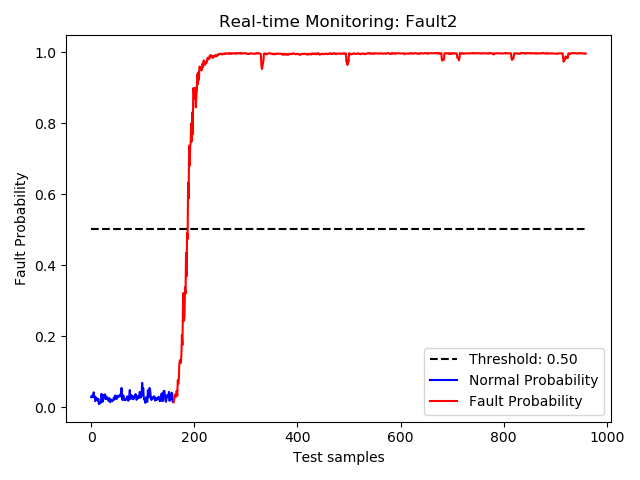 Real-time Monitoring: Fault2
1.0
0.8
0.6
0.4
0.2
0.0
Fault Probability
Threshold: 0.50
Normal Probability
Fault Probability
0
200
400
600
800
1000
Test samples